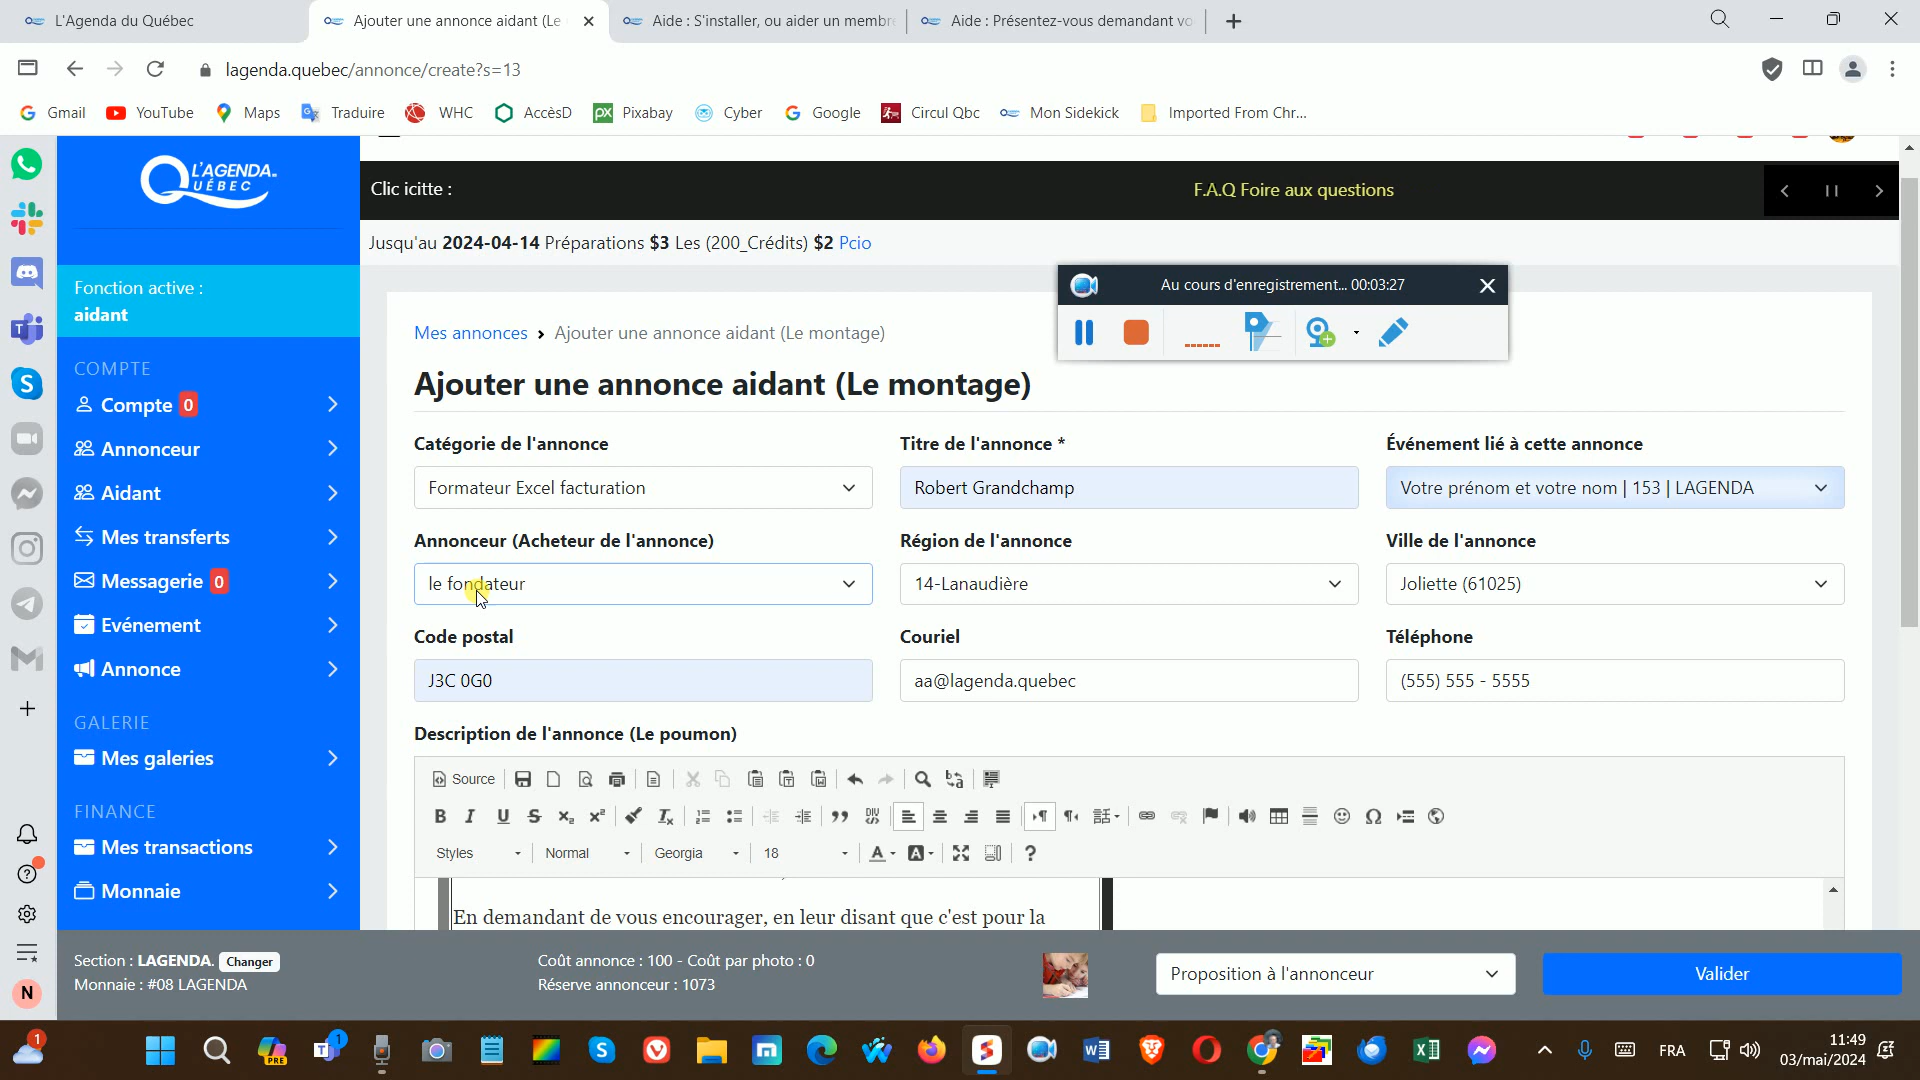 L'Agenda du Québec
Ajouter une annonce aidant (Le
Aide : S'installer, ou aider un membre
Aide : Présentez-vous demandant vo
lagenda.quebec/annonce/create?s=13
Gmail
YouTube
Maps
Traduire
WHC
AccèsD
Pixabay
Cyber
Google
Circul Qbc
Mon Sidekick
Imported From Chr...
L'AGENDA.
QUÉBEC
Clic icitte :
F.A.Q Foire aux questions
Jusqu'au 2024-04-14 Préparations $3 Les (200_Crédits) $2 Pcio
Fonction active :
aidant
Au cours d'enregistrement... 00:03:27
Mes annonces › Ajouter une annonce aidant (Le montage)
Ajouter une annonce aidant (Le montage)
COMPTE
Compte 0
Annonceur
Aidant
Mes transferts
Messagerie 0
Evénement
Annonce
GALERIE
Mes galeries
FINANCE
Mes transactions
Monnaie
Catégorie de l'annonce
Formateur Excel facturation
Titre de l'annonce *
Robert Grandchamp
Événement lié à cette annonce
Votre prénom et votre nom | 153 | LAGENDA
Annonceur (Acheteur de l'annonce)
le fondateur
Région de l'annonce
14-Lanaudière
Ville de l'annonce
Joliette (61025)
Code postal
J3C 0G0
Couriel
aa@lagenda.quebec
Téléphone
(555) 555 - 5555
Description de l'annonce (Le poumon)
Source
Styles
Normal
Georgia
18
En demandant de vous encourager, en leur disant que c'est pour la
Section : LAGENDA. Changer
Monnaie : #08 LAGENDA
Coût annonce : 100 - Coût par photo : 0
Réserve annonceur : 1073
Proposition à l'annonceur
Valider
FRA
11:49
03/mai/2024